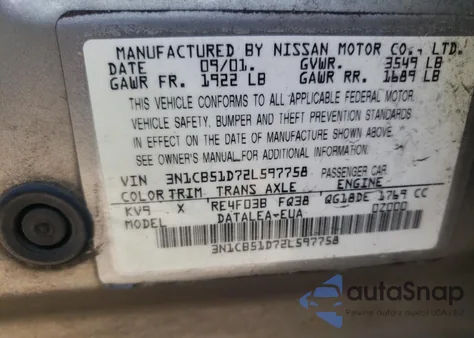 MANUFACTURED BY NISSAN MOTOR CO., LTD.
DATE 09/01. GVWR. 3549 LB
GAWR FR. 1922 LB GAWR RR. 1689 LB
THIS VEHICLE CONFORMS TO ALL APPLICABLE FEDERAL MOTOR
VEHICLE SAFETY, BUMPER AND THEFT PREVENTION STANDARDS
IN EFFECT ON THE DATE OF MANUFACTURE SHOWN ABOVE.
SEE OWNER'S MANUAL FOR ADDITIONAL INFORMATION.
VIN 3N1CB51D72L597758 PASSENGER CAR
COLOR TRIM TRANS AXLE ENGINE
KV9 X RE4F03B FQ38 QG18DE 1769 CC
MODEL DATALEA-EUA 07000
3N1CB51D72L597758
autoSnap